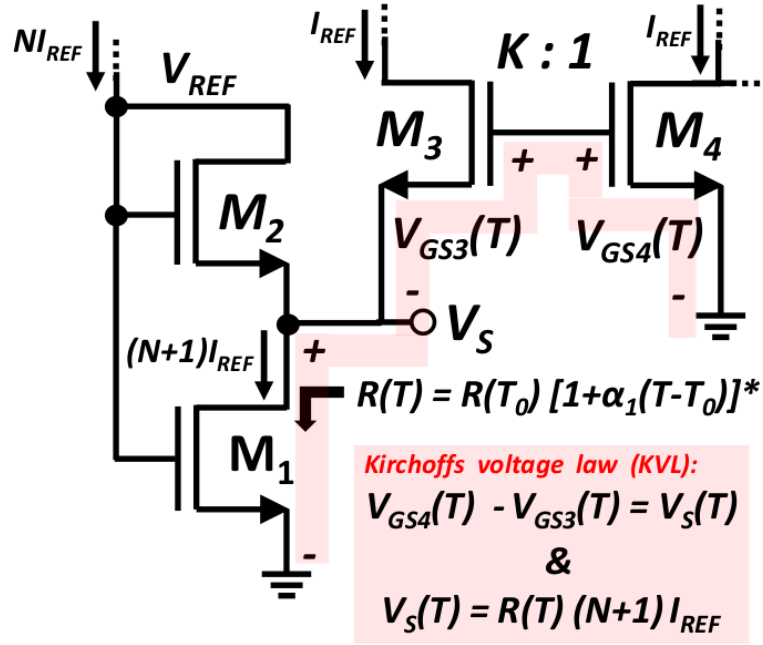 NI_REF
V_REF
I_REF
K : 1
I_REF
M_3
M_4
M_2
+
+
V_GS3(T)
V_GS4(T)
-
-
V_S
(N+1)I_REF
+
R(T) = R(T_0) [1+α_1(T-T_0)]*
M_1
-
Kirchoffs voltage law (KVL):
V_GS4(T) - V_GS3(T) = V_S(T)
&
V_S(T) = R(T) (N+1) I_REF